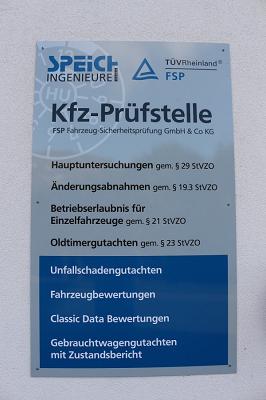 SPEICH
INGENIEURE
TÜVRheinland®
FSP
HU
Kfz-Prüfstelle
FSP Fahrzeug-Sicherheitsprüfung GmbH & Co KG
Hauptuntersuchungen gem. § 29 StVZO
Änderungsabnahmen gem. § 19.3 StVZO
Betriebserlaubnis für
Einzelfahrzeuge gem. § 21 StVZO
Oldtimergutachten gem. § 23 StVZO
Unfallschadengutachten
Fahrzeugbewertungen
Classic Data Bewertungen
Gebrauchtwagengutachten
mit Zustandsbericht